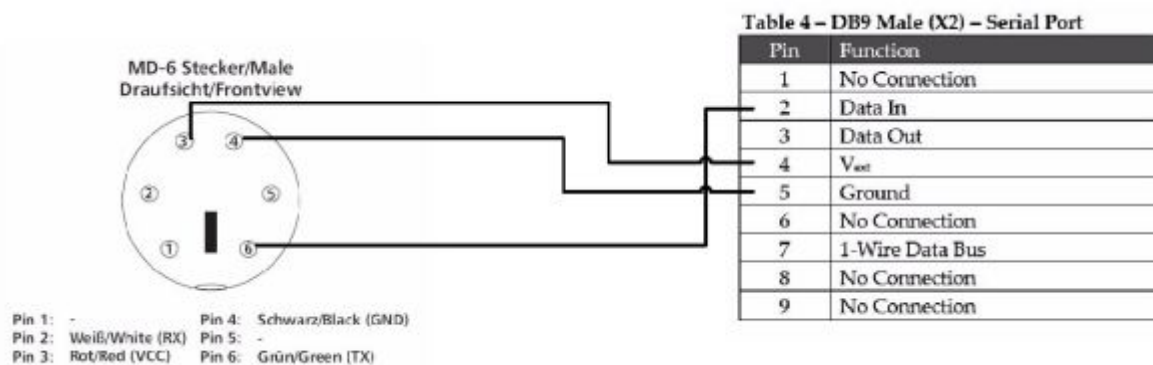 MD-6 Stecker/Male
Draufsicht/Frontview
3
4
2
5
1
6
Pin 1: - Pin 4: Schwarz/Black (GND)
Pin 2: Weiß/White (RX) Pin 5: -
Pin 3: Rot/Red (VCC) Pin 6: Grün/Green (TX)
Table 4 – DB9 Male (X2) – Serial Port
Pin Function
1 No Connection
2 Data In
3 Data Out
4 Vext
5 Ground
6 No Connection
7 1-Wire Data Bus
8 No Connection
9 No Connection